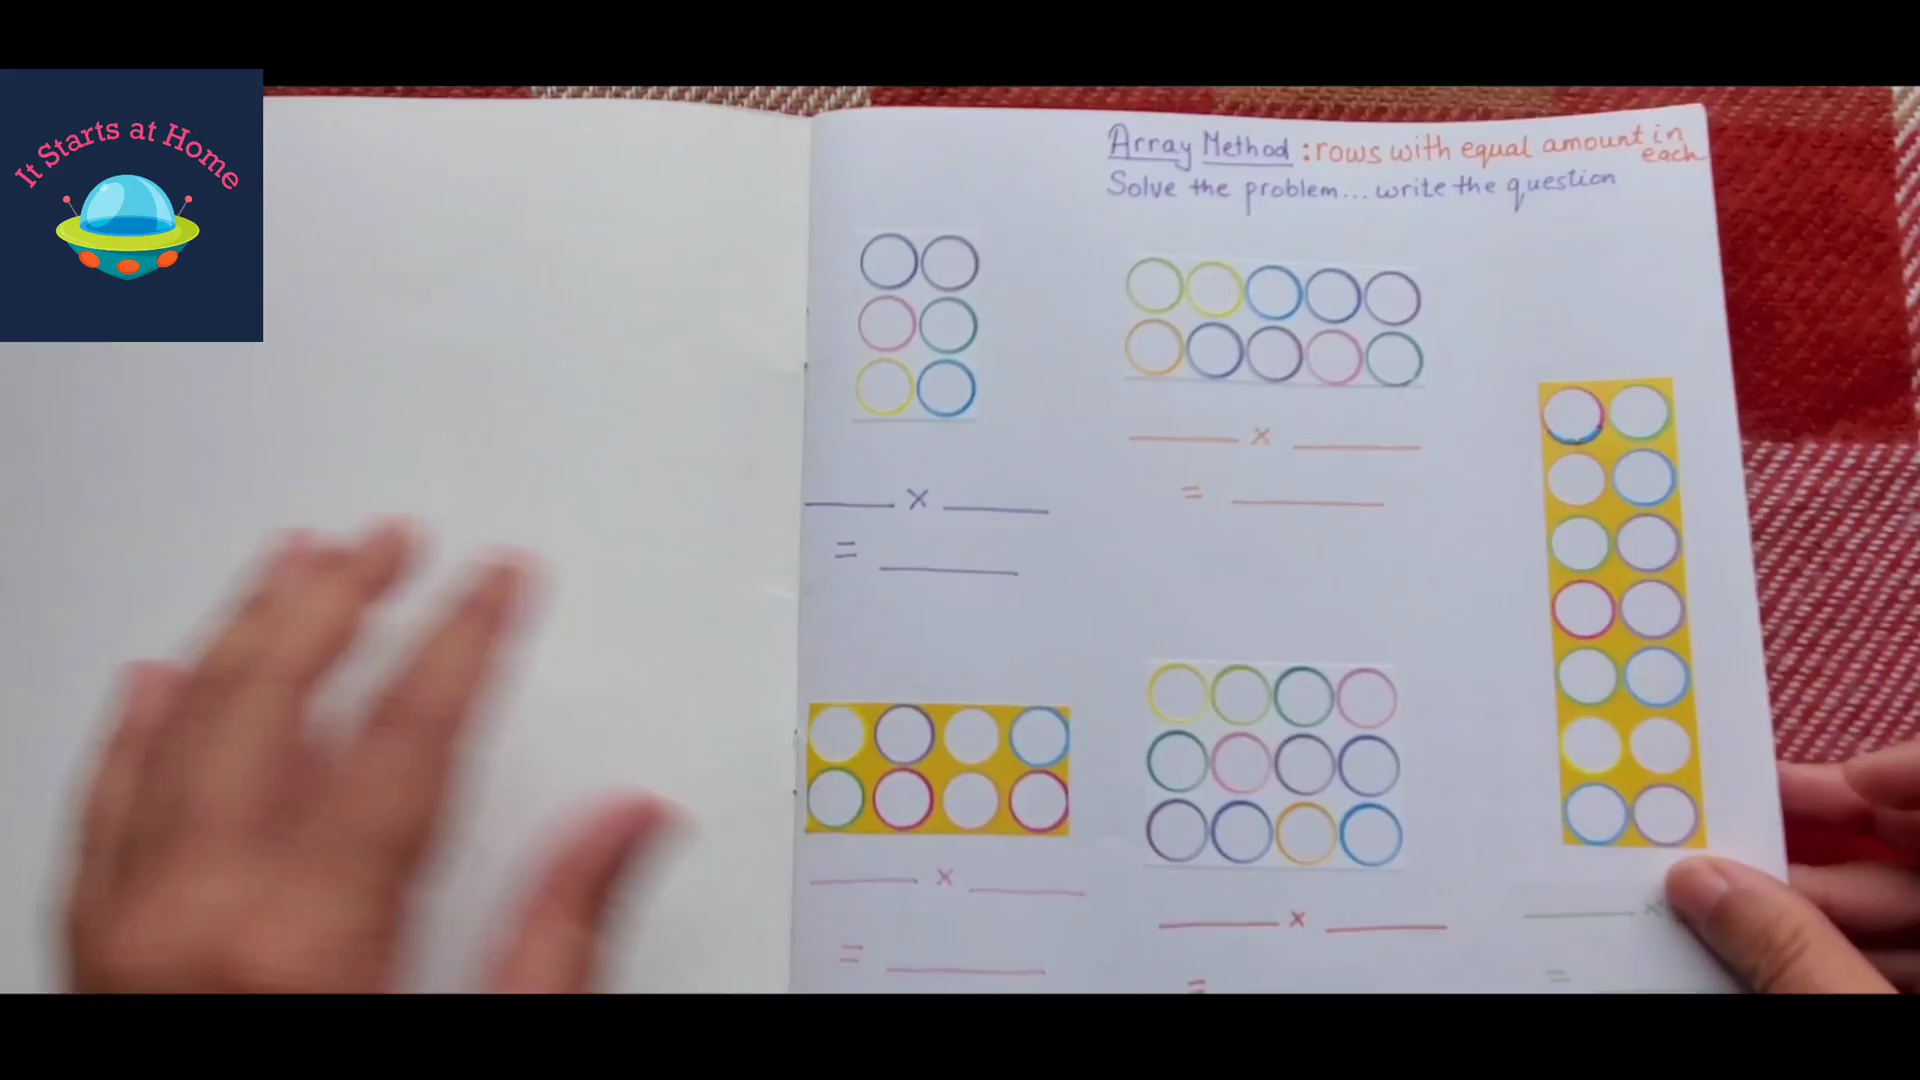 It Starts at Home
Array Method : rows with equal amount in
each
Solve the problem... write the question
x
=
x
=
x
=
x
=
x
=